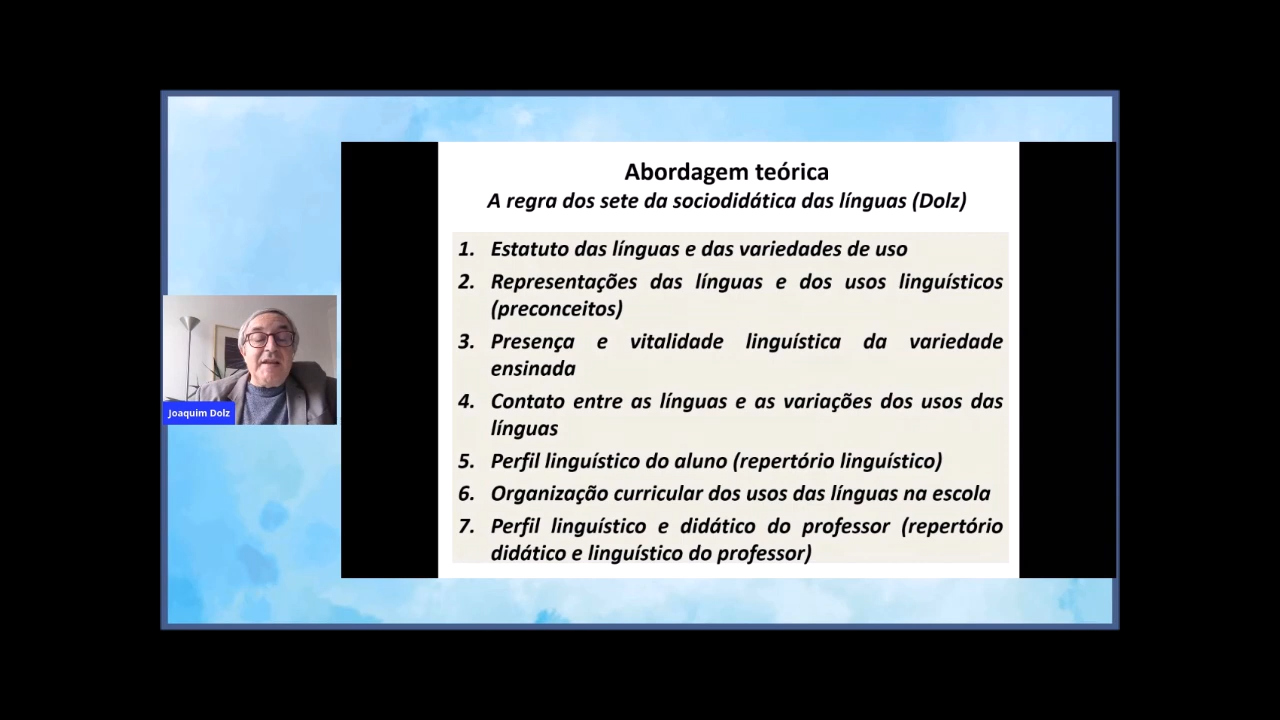 Abordagem teórica
A regra dos sete da sociodidática das línguas (Dolz)
1. Estatuto das línguas e das variedades de uso
2. Representações das línguas e dos usos linguísticos
(preconceitos)
3. Presença e vitalidade linguística da variedade
ensinada
4. Contato entre as línguas e as variações dos usos das
línguas
5. Perfil linguístico do aluno (repertório linguístico)
6. Organização curricular dos usos das línguas na escola
7. Perfil linguístico e didático do professor (repertório
didático e linguístico do professor)
Joaquim Dolz